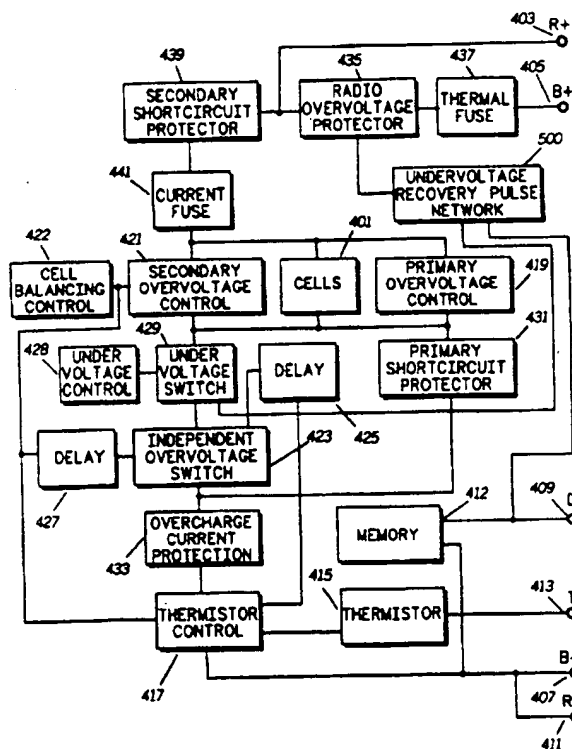 403
R+
439
435
437
405
B+
SECONDARY
SHORTCIRCUIT
PROTECTOR
RADIO
OVERVOLTAGE
PROTECTOR
THERMAL
FUSE
500
441
CURRENT
FUSE
UNDERVOLTAGE
RECOVERY PULSE
NETWORK
422
421
401
CELL
BALANCING
CONTROL
SECONDARY
OVERVOLTAGE
CONTROL
CELLS
PRIMARY
OVERVOLTAGE
CONTROL
419
429
431
428
UNDER
VOLTAGE
CONTROL
UNDER
VOLTAGE
SWITCH
DELAY
PRIMARY
SHORTCIRCUIT
PROTECTOR
425
DELAY
INDEPENDENT
OVERVOLTAGE
SWITCH
423
427
412
409
OVERCHARGE
CURRENT
PROTECTION
MEMORY
433
415
413
THERMISTOR
CONTROL
THERMISTOR
417
407
R
411